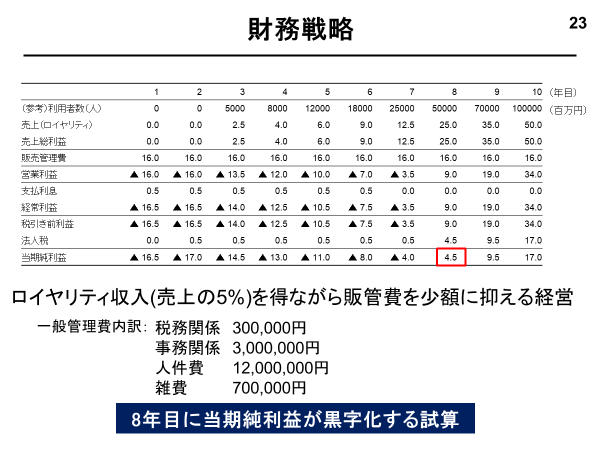 財務戦略
23
1 2 3 4 5 6 7 8 9 10 (年目)
(参考)利用者数(人) 0 0 5000 8000 12000 18000 25000 50000 70000 100000 (百万円)
売上(ロイヤリティ) 0.0 0.0 2.5 4.0 6.0 9.0 12.5 25.0 35.0 50.0
売上総利益 0.0 0.0 2.5 4.0 6.0 9.0 12.5 25.0 35.0 50.0
販売管理費 16.0 16.0 16.0 16.0 16.0 16.0 16.0 16.0 16.0 16.0
営業利益 ▲ 16.0 ▲ 16.0 ▲ 13.5 ▲ 12.0 ▲ 10.0 ▲ 7.0 ▲ 3.5 9.0 19.0 34.0
支払利息 0.5 0.5 0.5 0.5 0.5 0.5 0.5 0.0 0.0 0.0
経常利益 ▲ 16.5 ▲ 16.5 ▲ 14.0 ▲ 12.5 ▲ 10.5 ▲ 7.5 ▲ 3.5 9.0 19.0 34.0
税引き前利益 ▲ 16.5 ▲ 16.5 ▲ 14.0 ▲ 12.5 ▲ 10.5 ▲ 7.5 ▲ 3.5 9.0 19.0 34.0
法人税 0.0 0.5 0.5 0.5 0.5 0.5 0.5 4.5 9.5 17.0
当期純利益 ▲ 16.5 ▲ 17.0 ▲ 14.5 ▲ 13.0 ▲ 11.0 ▲ 8.0 ▲ 4.0 4.5 9.5 17.0
ロイヤリティ収入(売上の5%)を得ながら販管費を少額に抑える経営
一般管理費内訳: 税務関係 300,000円
事務関係 3,000,000円
人件費 12,000,000円
雑費 700,000円
8年目に当期純利益が黒字化する試算